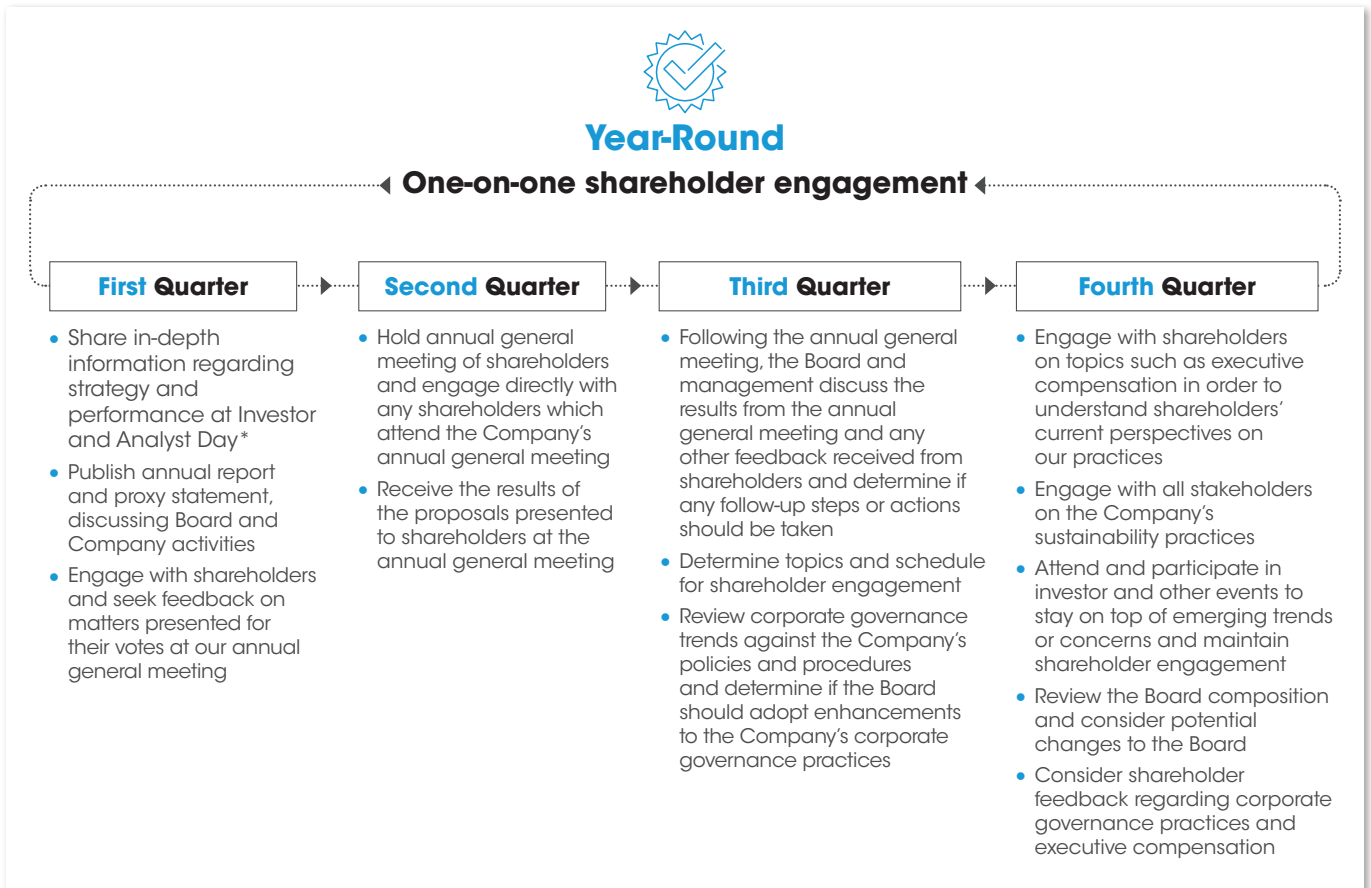 Year-Round
One-on-one shareholder engagement
First Quarter
• Share in-depth
information regarding
strategy and
performance at Investor
and Analyst Day*
• Publish annual report
and proxy statement,
discussing Board and
Company activities
• Engage with shareholders
and seek feedback on
matters presented for
their votes at our annual
general meeting
Second Quarter
• Hold annual general
meeting of shareholders
and engage directly with
any shareholders which
attend the Company's
annual general meeting
• Receive the results of
the proposals presented
to shareholders at the
annual general meeting
Third Quarter
• Following the annual general
meeting, the Board and
management discuss the
results from the annual
general meeting and any
other feedback received from
shareholders and determine if
any follow-up steps or actions
should be taken
• Determine topics and schedule
for shareholder engagement
• Review corporate governance
trends against the Company's
policies and procedures
and determine if the Board
should adopt enhancements
to the Company's corporate
governance practices
Fourth Quarter
• Engage with shareholders
on topics such as executive
compensation in order to
understand shareholders'
current perspectives on
our practices
• Engage with all stakeholders
on the Company's
sustainability practices
• Attend and participate in
investor and other events to
stay on top of emerging trends
or concerns and maintain
shareholder engagement
• Review the Board composition
and consider potential
changes to the Board
• Consider shareholder
feedback regarding corporate
governance practices and
executive compensation